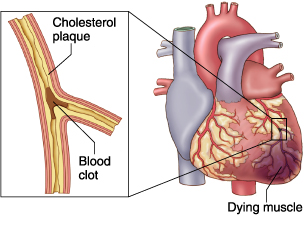 Cholesterol
plaque
Blood
clot
Dying muscle